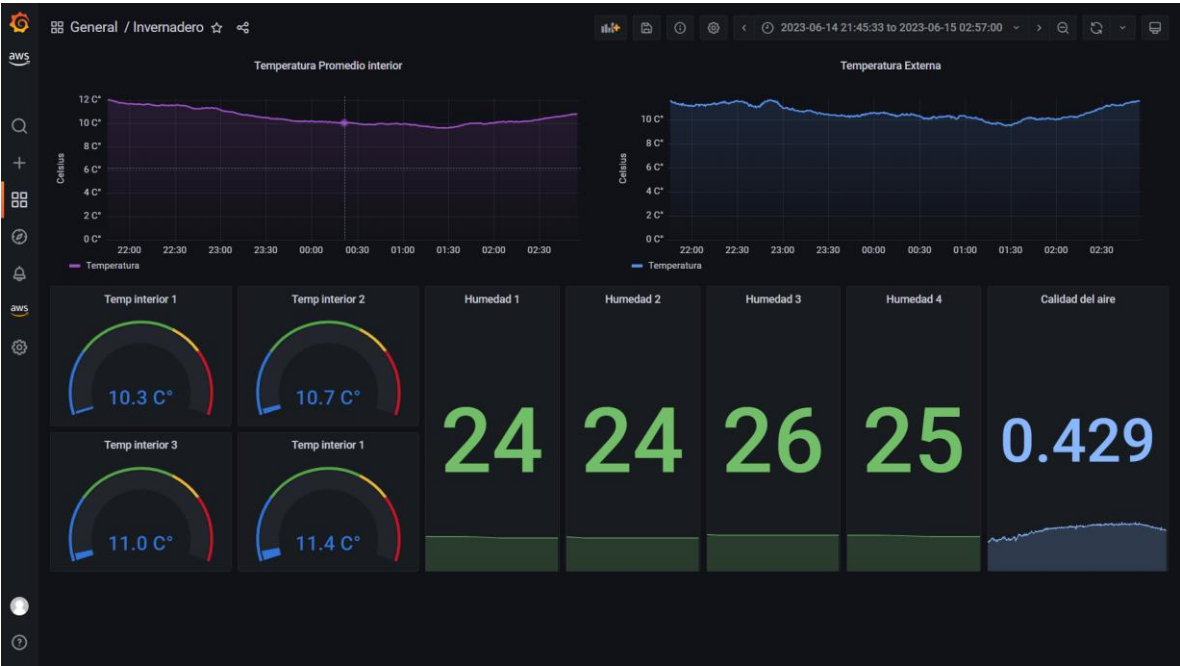 General / Invernadero
2023-06-14 21:45:33 to 2023-06-15 02:57:00
aws
Temperatura Promedio interior
Celsius
12 C°
10 C°
8 C°
6 C°
4 C°
2 C°
0 C°
22:00 22:30 23:00 23:30 00:00 00:30 01:00 01:30 02:00 02:30
Temperatura
Temperatura Externa
Celsius
10 C°
8 C°
6 C°
4 C°
2 C°
0 C°
22:00 22:30 23:00 23:30 00:00 00:30 01:00 01:30 02:00 02:30
Temperatura
aws
Temp interior 1
10.3 C°
Temp interior 2
10.7 C°
Temp interior 3
11.0 C°
Temp interior 1
11.4 C°
Humedad 1
24
Humedad 2
24
Humedad 3
26
Humedad 4
25
Calidad del aire
0.429